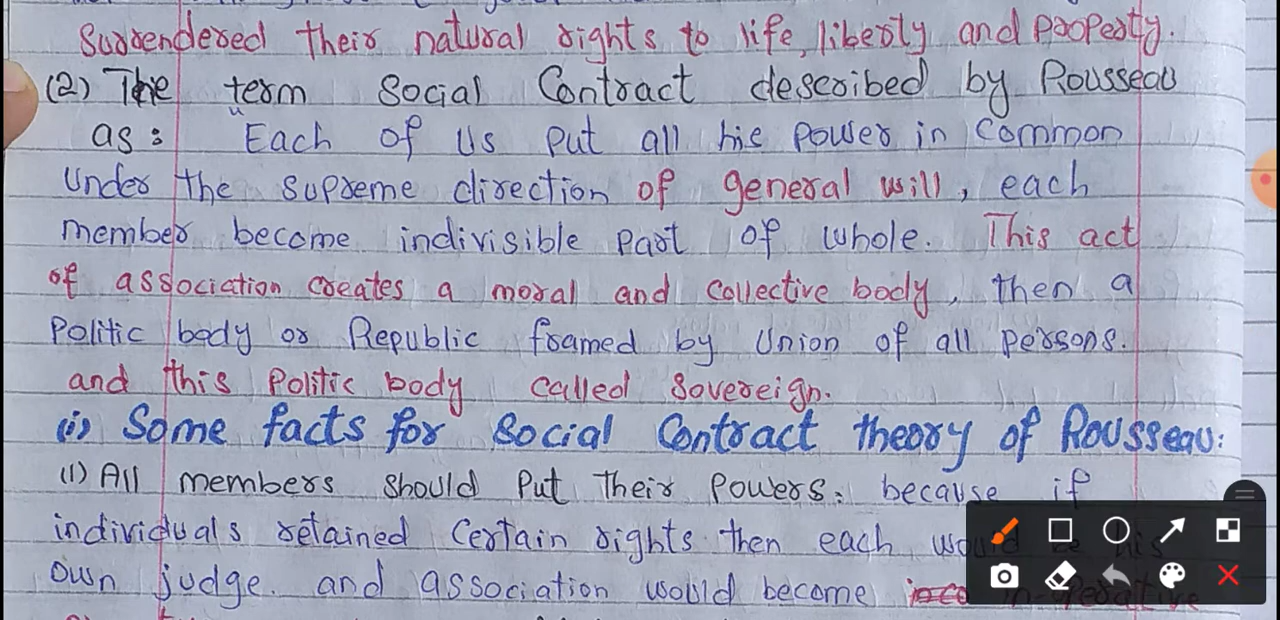 Surrendered their natural rights to life, liberty and property.
(2) The term social Contract described by Rousseau
as: "Each of us put all his power in common
under the supreme direction of general will, each
member become indivisible part of whole. This act
of association creates a moral and collective body, then a
Politic body or Republic framed by Union of all persons.
and this Politic body called sovereign.
(i) Some facts for social Contract theory of Rousseau:
(1) All members should put their powers: because if
individuals retained certain rights then each
own judge. and association would become